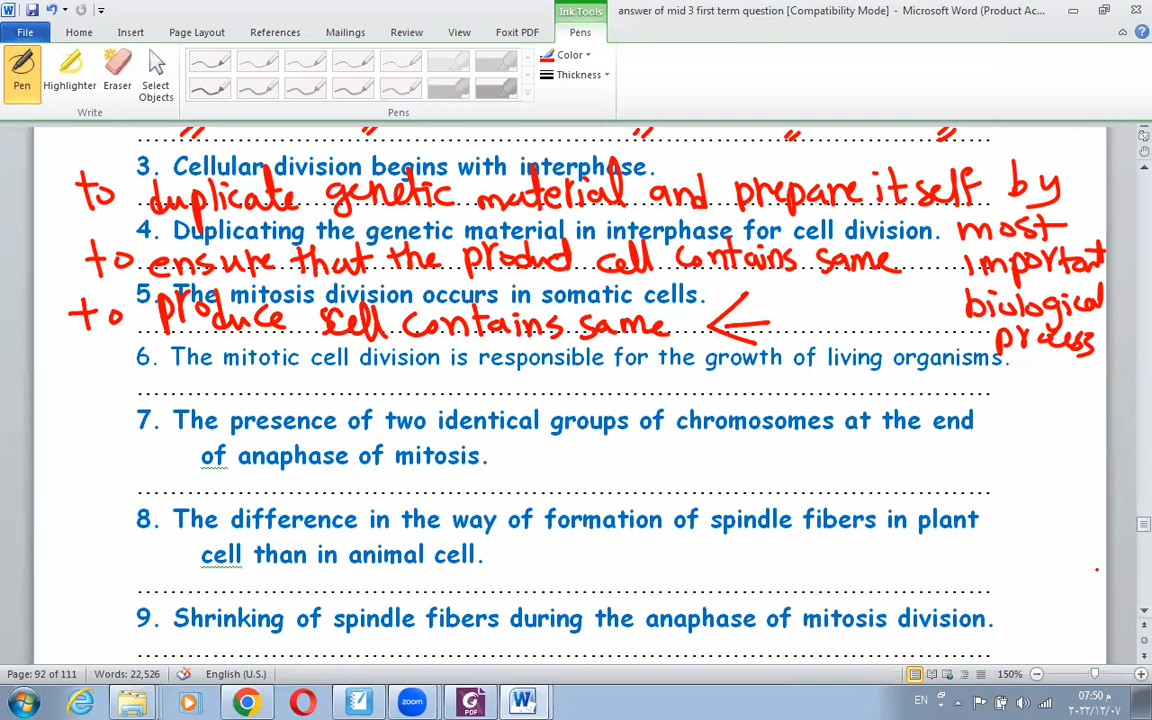 answer of mid 3 first term question [Compatibility Mode] - Microsoft Word (Product Ac...
Ink Tools
File Home Insert Page Layout References Mailings Review View Foxit PDF Pens
Pen Highlighter Eraser Select Objects
Color
Thickness
Write Pens
3. Cellular division begins with interphase.
to duplicate genetic material and prepare itself by
most
important
biological
process
4. Duplicating the genetic material in interphase for cell division.
to ensure that the product cell contains same
5. The mitosis division occurs in somatic cells.
to produce cell contains same
6. The mitotic cell division is responsible for the growth of living organisms.
7. The presence of two identical groups of chromosomes at the end
of anaphase of mitosis.
8. The difference in the way of formation of spindle fibers in plant
cell than in animal cell.
9. Shrinking of spindle fibers during the anaphase of mitosis division.
Page: 92 of 111 Words: 22,526 English (U.S.) 150%
zoom PDF EN 07:50 م
٢٠٢٢/١٢/٠٧